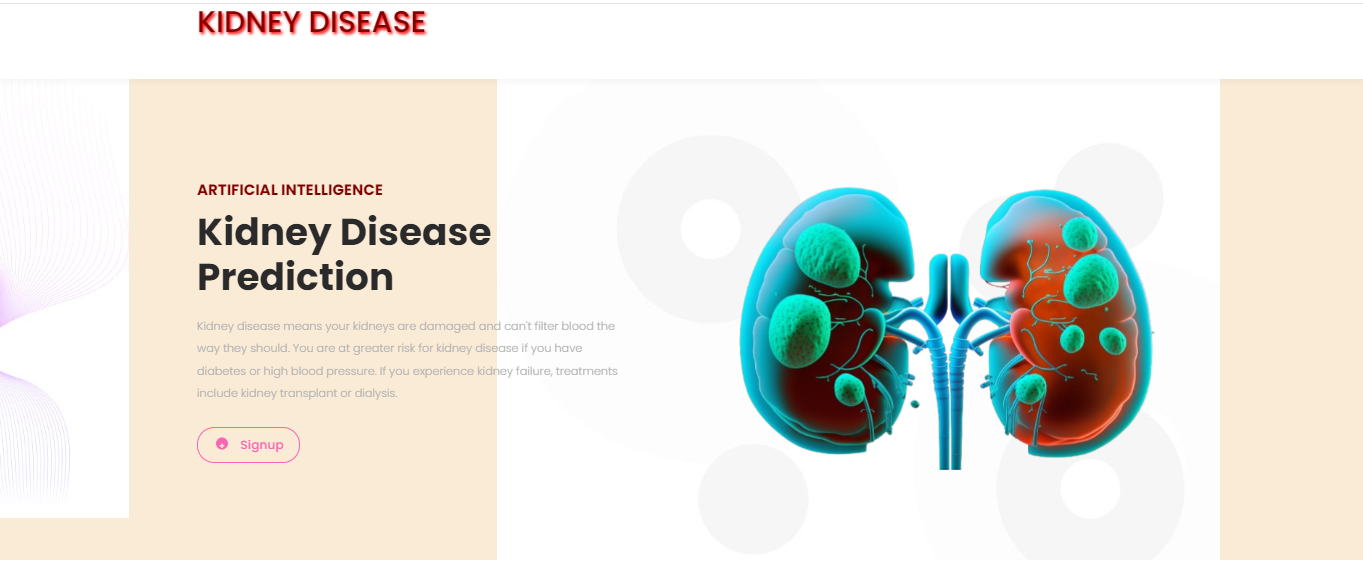 KIDNEY DISEASE
ARTIFICIAL INTELLIGENCE
Kidney Disease
Prediction
Kidney disease means your kidneys are damaged and can't filter blood the
way they should. You are at greater risk for kidney disease if you have
diabetes or high blood pressure. If you experience kidney failure, treatments
include kidney transplant or dialysis.
Signup